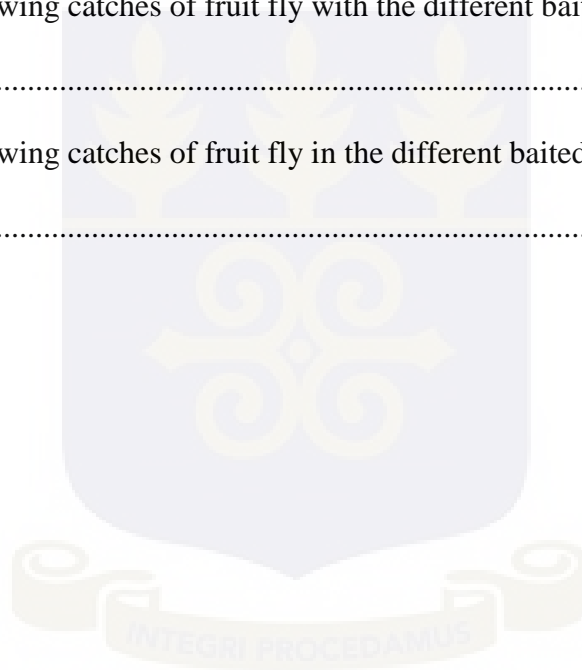 wing catches of fruit fly with the different bai
................................................................................
wing catches of fruit fly in the different baited
................................................................................
INTEGRI PROCEDAMUS